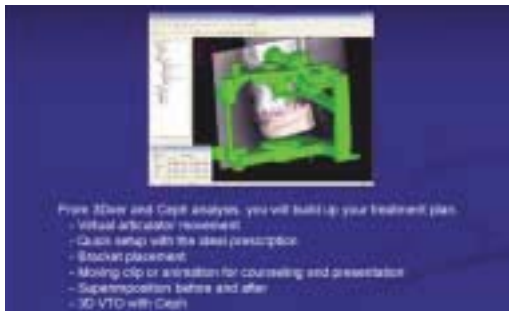 From 3Dxer and Ceph analysis, you will build up your treatment plan.
- Virtual articulator movement
- Quick setup with the ideal prescription
- Bracket placement
- Moving clip or animation for counseling and presentation
- Superimposition before and after
- 3D VTO with Ceph